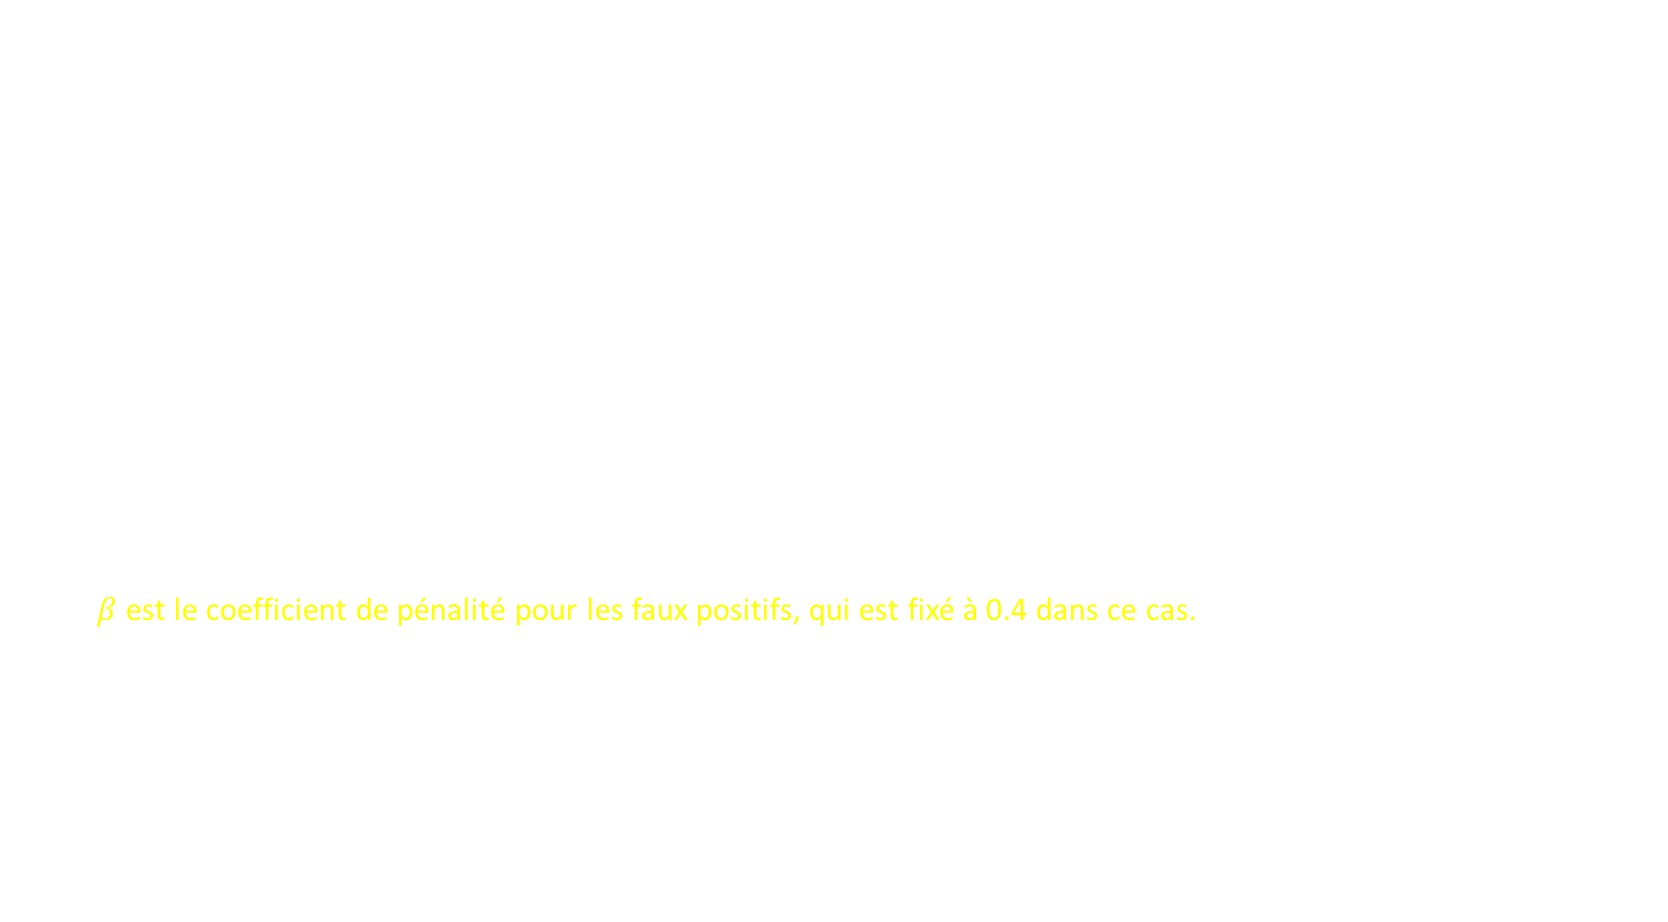 β est le coefficient de pénalité pour les faux positifs, qui est fixé à 0.4 dans ce cas.